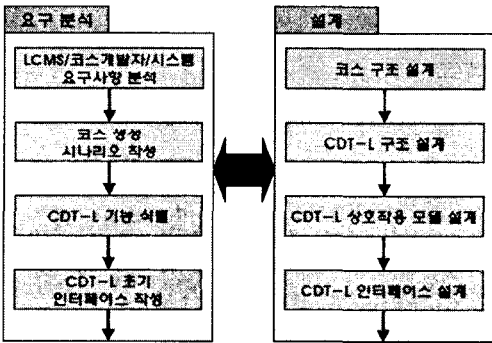 요구 분석
LCMS/코스개발자/시스템
요구사항 분석
코스 생성
시나리오 작성
CDT-L 기능 식별
CDT-L 초기
인터페이스 작성
설계
코스 구조 설계
CDT-L 구조 설계
CDT-L 상호작용 모델 설계
CDT-L 인터페이스 설계